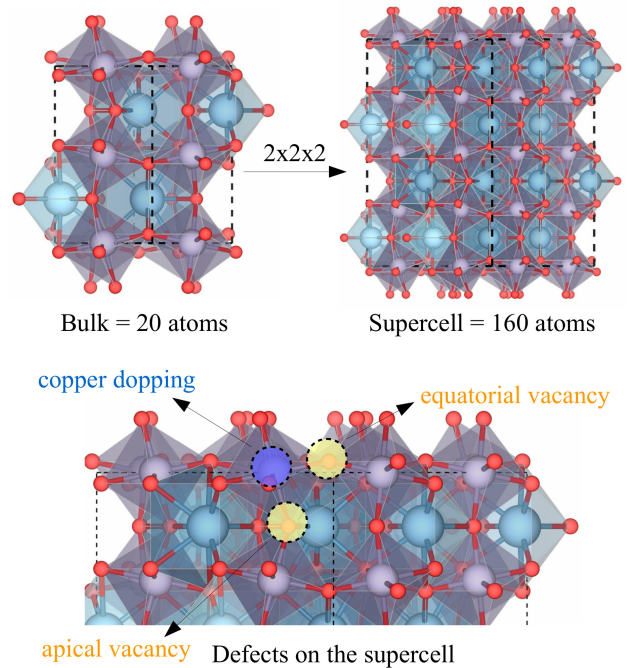 2x2x2
Bulk = 20 atoms
Supercell = 160 atoms
copper dopping
equatorial vacancy
apical vacancy
Defects on the supercell